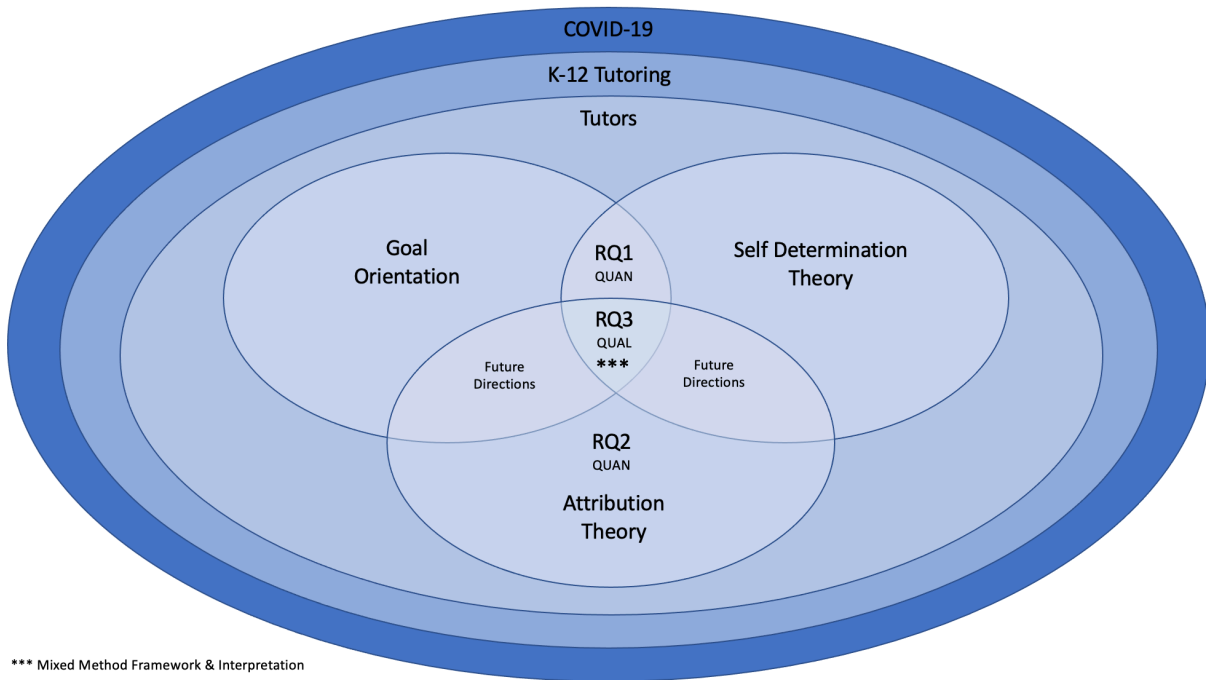 COVID-19
K-12 Tutoring
Tutors
Goal
Orientation
RQ1
QUAN
Self Determination
Theory
RQ3
QUAL
***
Future
Directions
Future
Directions
RQ2
QUAN
Attribution
Theory
*** Mixed Method Framework & Interpretation